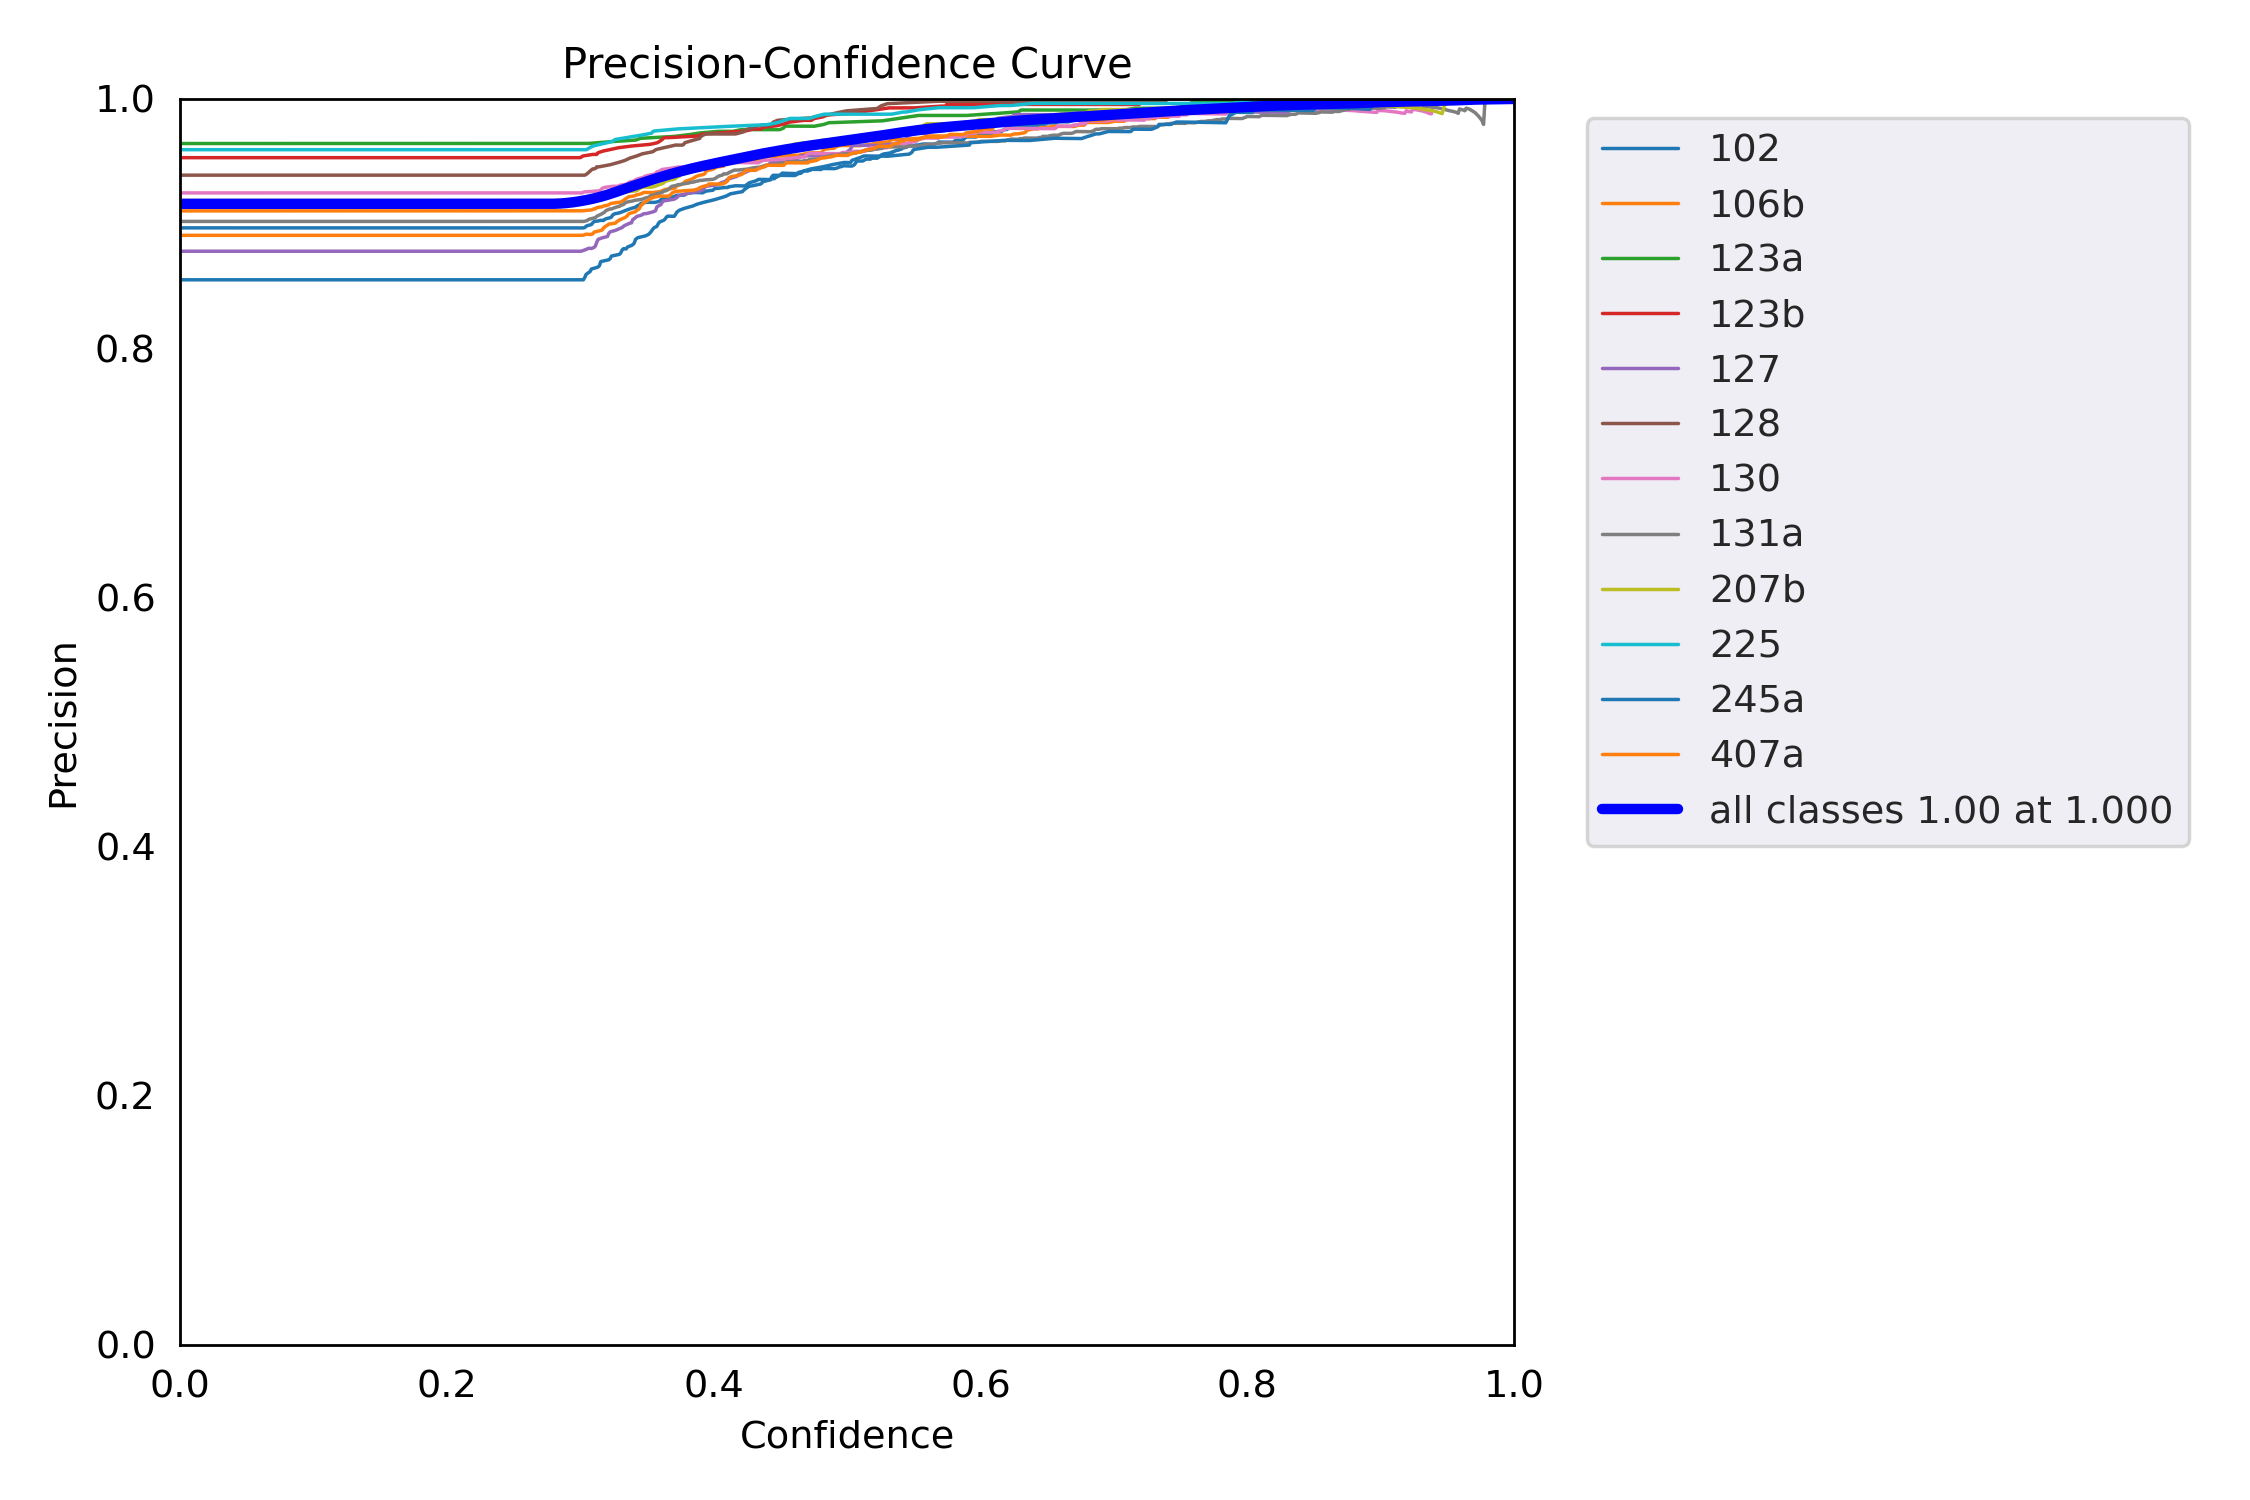 Precision-Confidence Curve
1.0
0.8
0.6
0.4
0.2
0.0
Precision
0.0 0.2 0.4 0.6 0.8 1.0
Confidence
102
106b
123a
123b
127
128
130
131a
207b
225
245a
407a
all classes 1.00 at 1.000